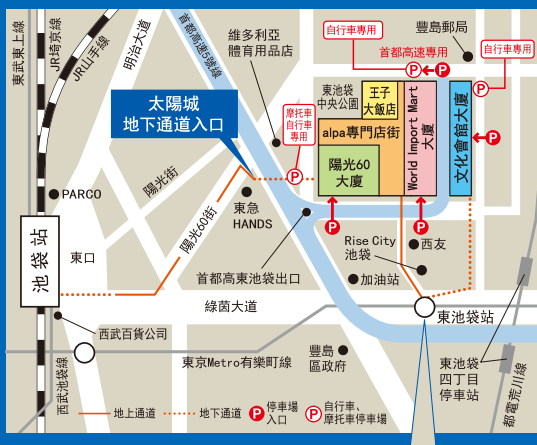 東武東上線
JR埼京線
JR山手線
明治大道
首都高速5號線
維多利亞
體育用品店
自行車專用
豐島郵局
首都高速專用
自行車專用
P
P
P
太陽城
地下通道入口
摩托車
自行車
專用
P
東池袋
中央公園
王子
大飯店
alpa專門店街
World Import Mart
大廈
文化會館大廈
P
陽光60
大廈
PARCO
陽光街
陽光60街
東急
HANDS
P
P
池袋站
東口
Rise City
池袋
西友
首都高東池袋出口
加油站
綠茵大道
東池袋站
西武百貨公司
東京Metro有樂町線
豐島
區政府
東池袋
四丁目
停車站
西武池袋線
都電荒川線
地上通道
地下通道
P
停車場
入口
P
自行車、
摩托車停車場